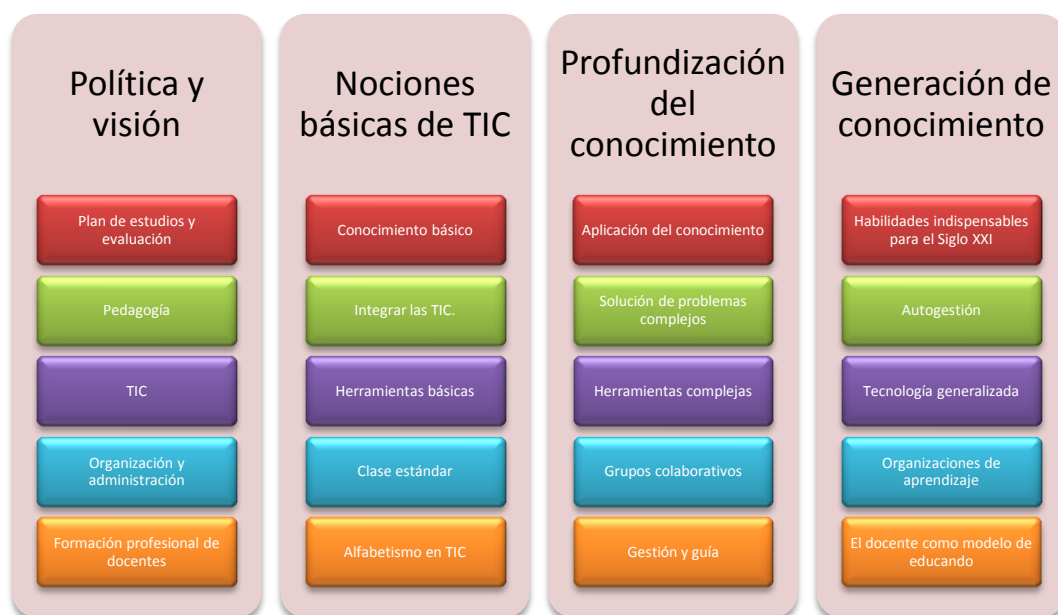 Política y
visión
Plan de estudios y
evaluación
Pedagogía
TIC
Organización y
administración
Formación profesional de
docentes
Nociones
básicas de TIC
Conocimiento básico
Integrar las TIC.
Herramientas básicas
Clase estándar
Alfabetismo en TIC
Profundización
del
conocimiento
Aplicación del conocimiento
Solución de problemas
complejos
Herramientas complejas
Grupos colaborativos
Gestión y guía
Generación de
conocimiento
Habilidades indispensables
para el Siglo XXI
Autogestión
Tecnología generalizada
Organizaciones de
aprendizaje
El docente como modelo de
educando